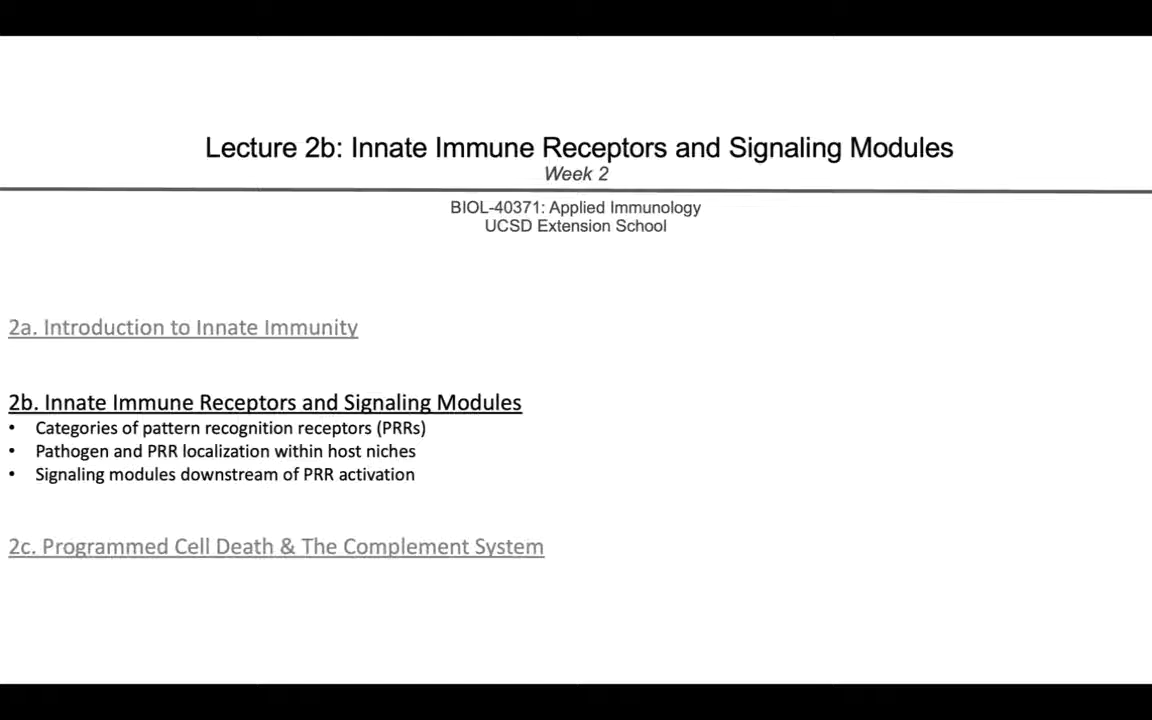 Lecture 2b: Innate Immune Receptors and Signaling Modules
Week 2
BIOL-40371: Applied Immunology
UCSD Extension School
2a. Introduction to Innate Immunity
2b. Innate Immune Receptors and Signaling Modules
• Categories of pattern recognition receptors (PRRs)
• Pathogen and PRR localization within host niches
• Signaling modules downstream of PRR activation
2c. Programmed Cell Death & The Complement System